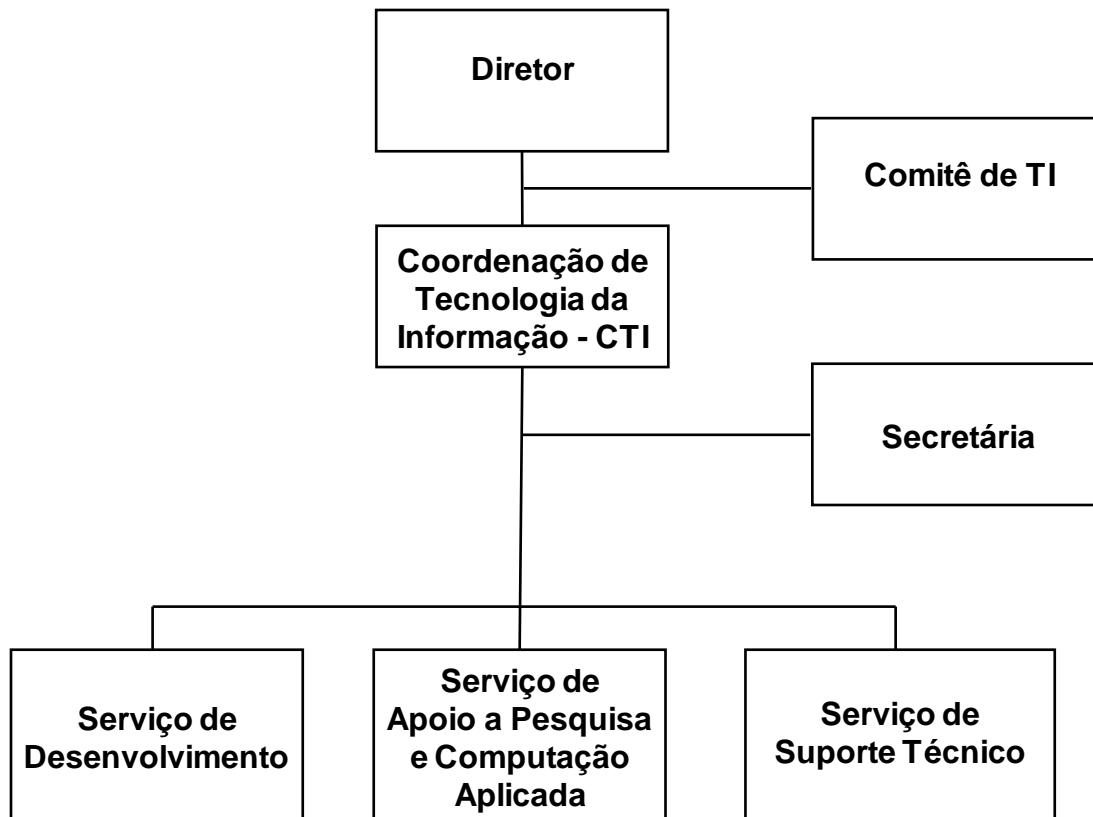 Diretor
Comitê de TI
Coordenação de
Tecnologia da
Informação - CTI
Secretária
Serviço de
Desenvolvimento
Serviço de
Apoio a Pesquisa
e Computação
Aplicada
Serviço de
Suporte Técnico